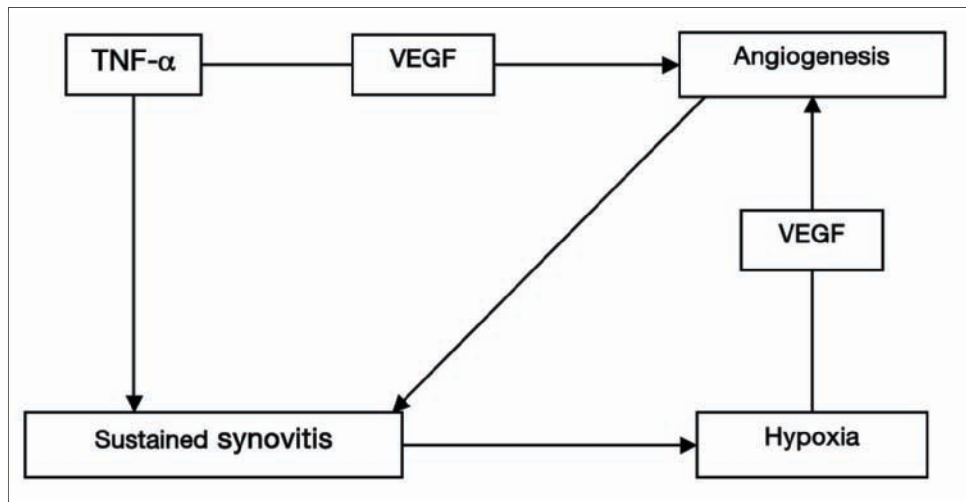 TNF-α
VEGF
Angiogenesis
VEGF
Sustained synovitis
Hypoxia